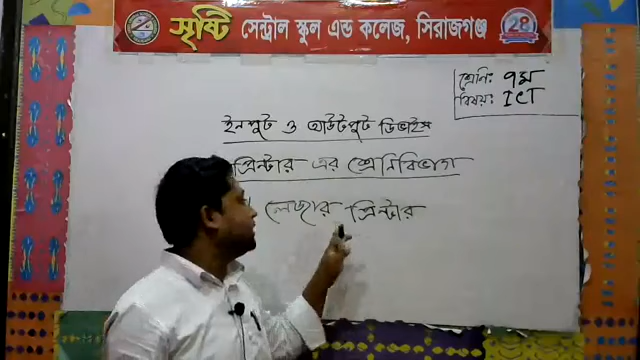 সৃষ্টি সেন্ট্রাল স্কুল এন্ড কলেজ, সিরাজগঞ্জ
28
শ্রেণি: ৭ম
বিষয়: ICT
ইনপুট ও আউটপুট ডিভাইস
প্রিন্টার এর শ্রেনিবিভাগ
লেজার প্রিন্টার